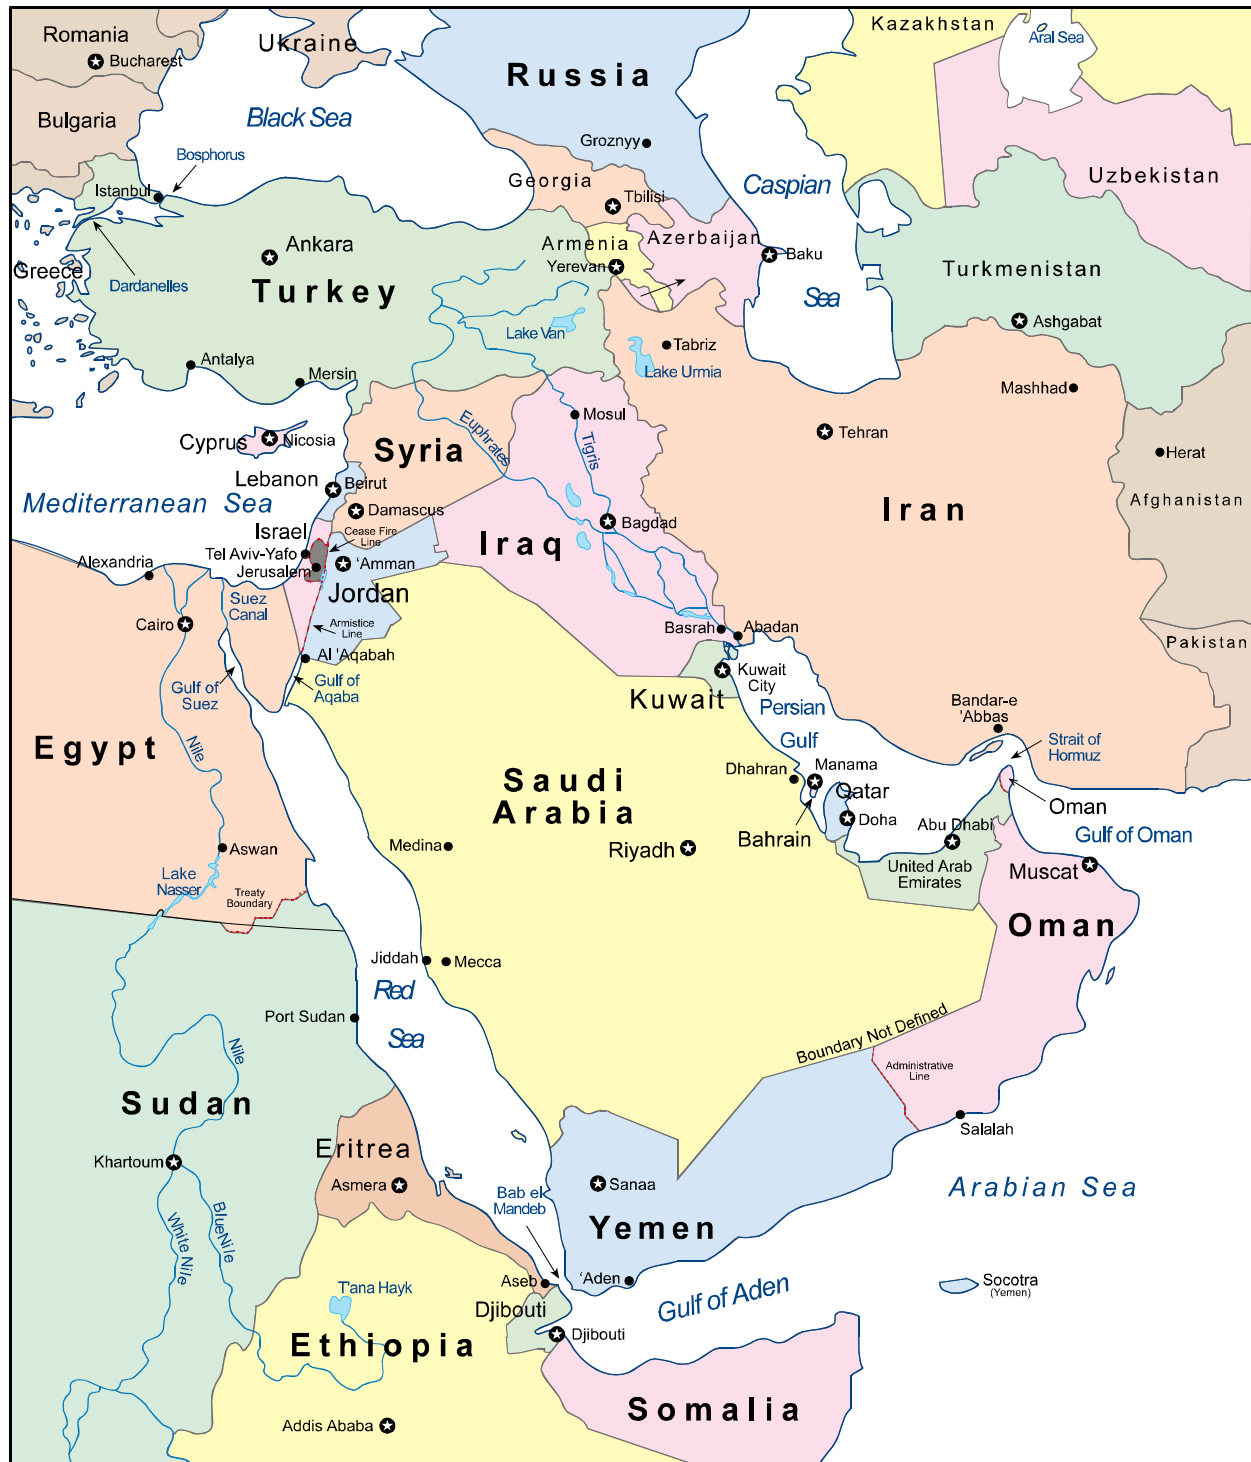 Romania
Bucharest
Ukraine
Russia
Kazakhstan
Aral Sea
Bulgaria
Black Sea
Bosphorus
Groznyy
Georgia
Tbilisi
Caspian
Sea
Uzbekistan
Istanbul
Ankara
Armenia
Yerevan
Azerbaijan
Baku
Turkmenistan
Ashgabat
Greece
Dardanelles
Turkey
Lake Van
Tabriz
Lake Urmia
Antalya
Mersin
Mashhad
Mosul
Euphrates
Tigris
Cyprus
Nicosia
Syria
Tehran
Herat
Lebanon
Beirut
Mediterranean Sea
Damascus
Bagdad
Iran
Afghanistan
Israel
Cease Fire
Line
Iraq
Tel Aviv-Yafo
Jerusalem
'Amman
Alexandria
Jordan
Suez
Canal
Cairo
Armistice
Line
Basrah
Abadan
Pakistan
Al 'Aqabah
Gulf of
Suez
Gulf of
Aqaba
Kuwait
City
Kuwait
Persian
Gulf
Bandar-e
'Abbas
Strait of
Hormuz
Egypt
Nile
Saudi
Arabia
Dhahran
Manama
Qatar
Doha
Bahrain
Abu Dhabi
Oman
Gulf of Oman
Aswan
Medina
Riyadh
United Arab
Emirates
Muscat
Lake
Nasser
Treaty
Boundary
Oman
Jiddah
Mecca
Red
Sea
Port Sudan
Boundary Not Defined
Administrative
Line
Nile
Sudan
Salalah
Eritrea
Khartoum
Asmera
Sanaa
Bab el
Mandeb
Arabian Sea
White Nile
BlueNile
Yemen
Aseb
'Aden
Socotra
(Yemen)
T'ana Hayk
Djibouti
Djibouti
Gulf of Aden
Ethiopia
Somalia
Addis Ababa